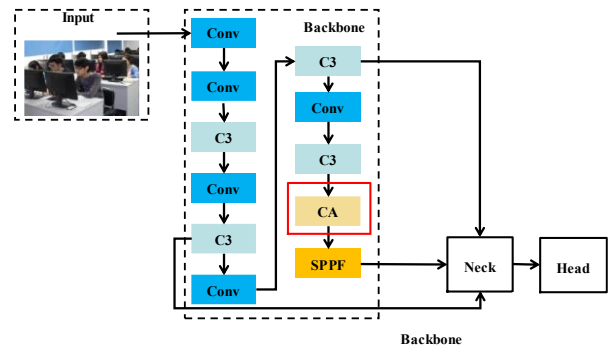 Input
Backbone
Conv
Conv
C3
Conv
C3
Conv
C3
Conv
C3
CA
SPPF
Neck
Head
Backbone